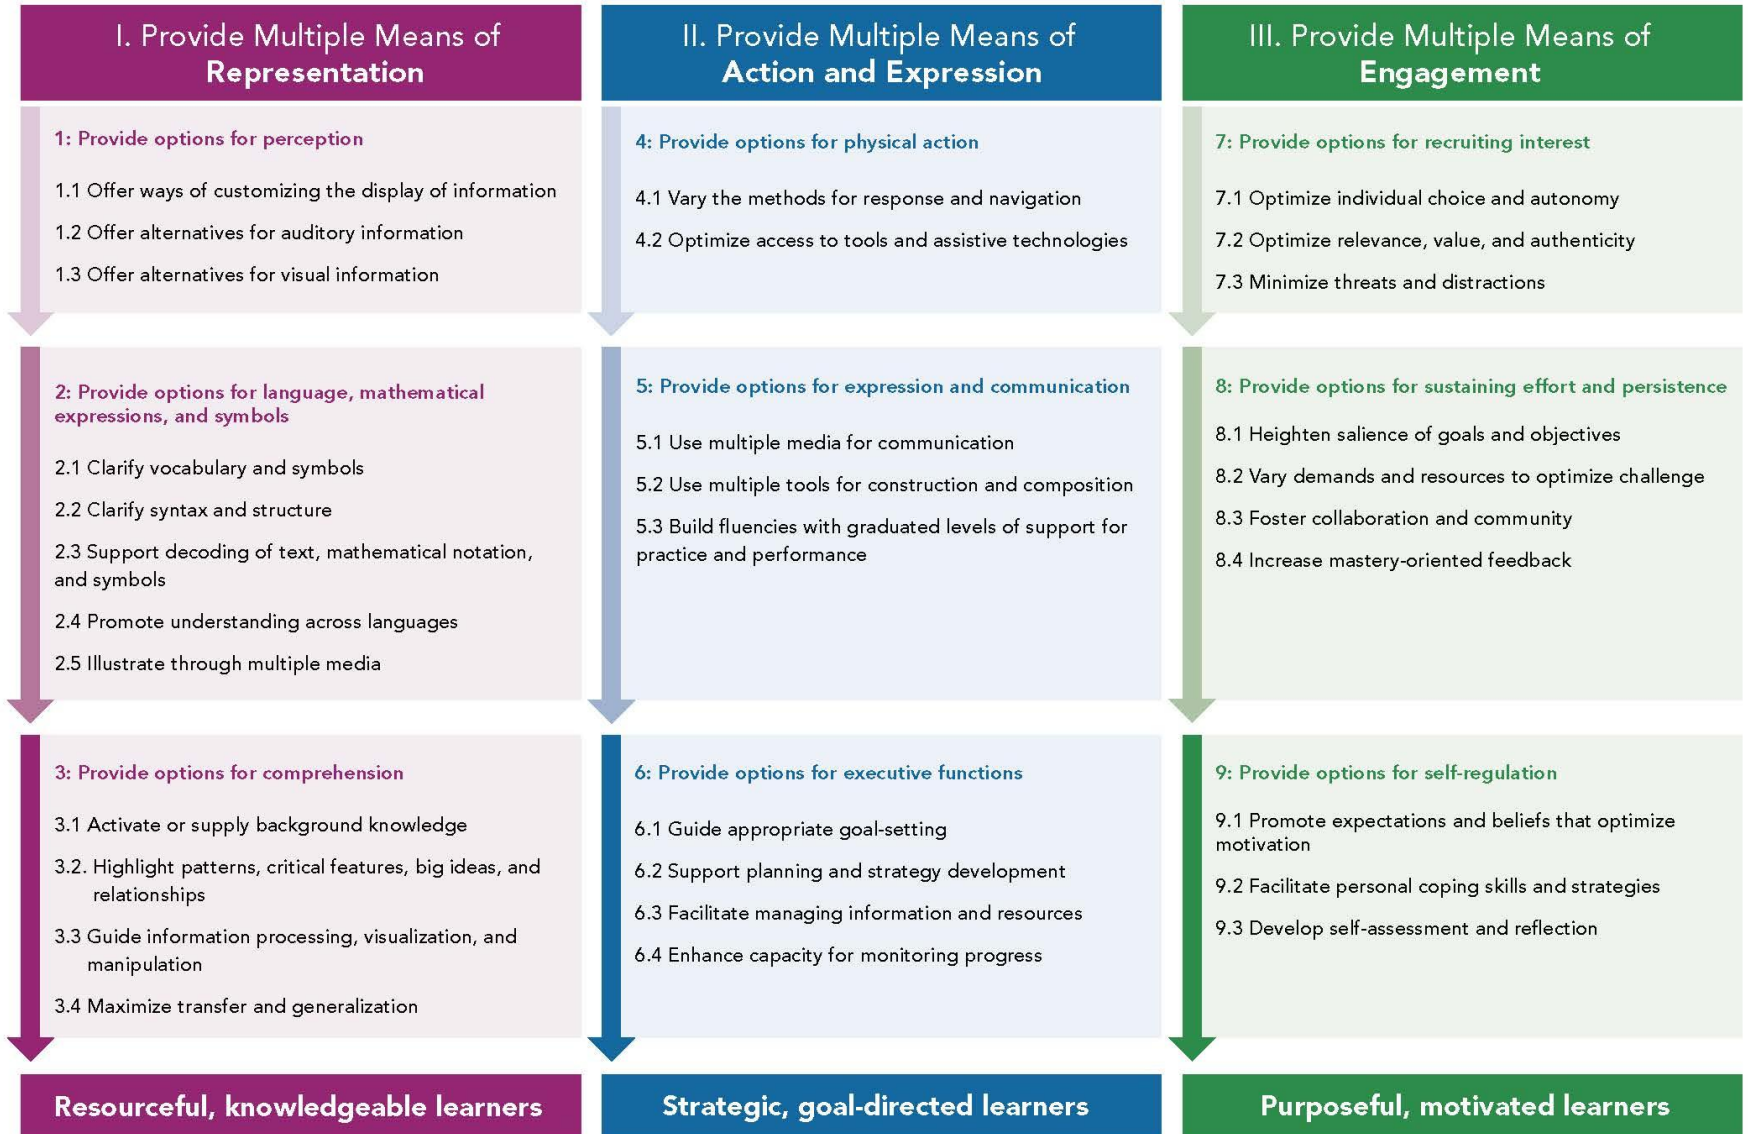 I. Provide Multiple Means of
Representation
1: Provide options for perception
1.1 Offer ways of customizing the display of information
1.2 Offer alternatives for auditory information
1.3 Offer alternatives for visual information
2: Provide options for language, mathematical
expressions, and symbols
2.1 Clarify vocabulary and symbols
2.2 Clarify syntax and structure
2.3 Support decoding of text, mathematical notation,
and symbols
2.4 Promote understanding across languages
2.5 Illustrate through multiple media
3: Provide options for comprehension
3.1 Activate or supply background knowledge
3.2. Highlight patterns, critical features, big ideas, and
relationships
3.3 Guide information processing, visualization, and
manipulation
3.4 Maximize transfer and generalization
Resourceful, knowledgeable learners
II. Provide Multiple Means of
Action and Expression
4: Provide options for physical action
4.1 Vary the methods for response and navigation
4.2 Optimize access to tools and assistive technologies
5: Provide options for expression and communication
5.1 Use multiple media for communication
5.2 Use multiple tools for construction and composition
5.3 Build fluencies with graduated levels of support for
practice and performance
6: Provide options for executive functions
6.1 Guide appropriate goal-setting
6.2 Support planning and strategy development
6.3 Facilitate managing information and resources
6.4 Enhance capacity for monitoring progress
Strategic, goal-directed learners
III. Provide Multiple Means of
Engagement
7: Provide options for recruiting interest
7.1 Optimize individual choice and autonomy
7.2 Optimize relevance, value, and authenticity
7.3 Minimize threats and distractions
8: Provide options for sustaining effort and persistence
8.1 Heighten salience of goals and objectives
8.2 Vary demands and resources to optimize challenge
8.3 Foster collaboration and community
8.4 Increase mastery-oriented feedback
9: Provide options for self-regulation
9.1 Promote expectations and beliefs that optimize
motivation
9.2 Facilitate personal coping skills and strategies
9.3 Develop self-assessment and reflection
Purposeful, motivated learners